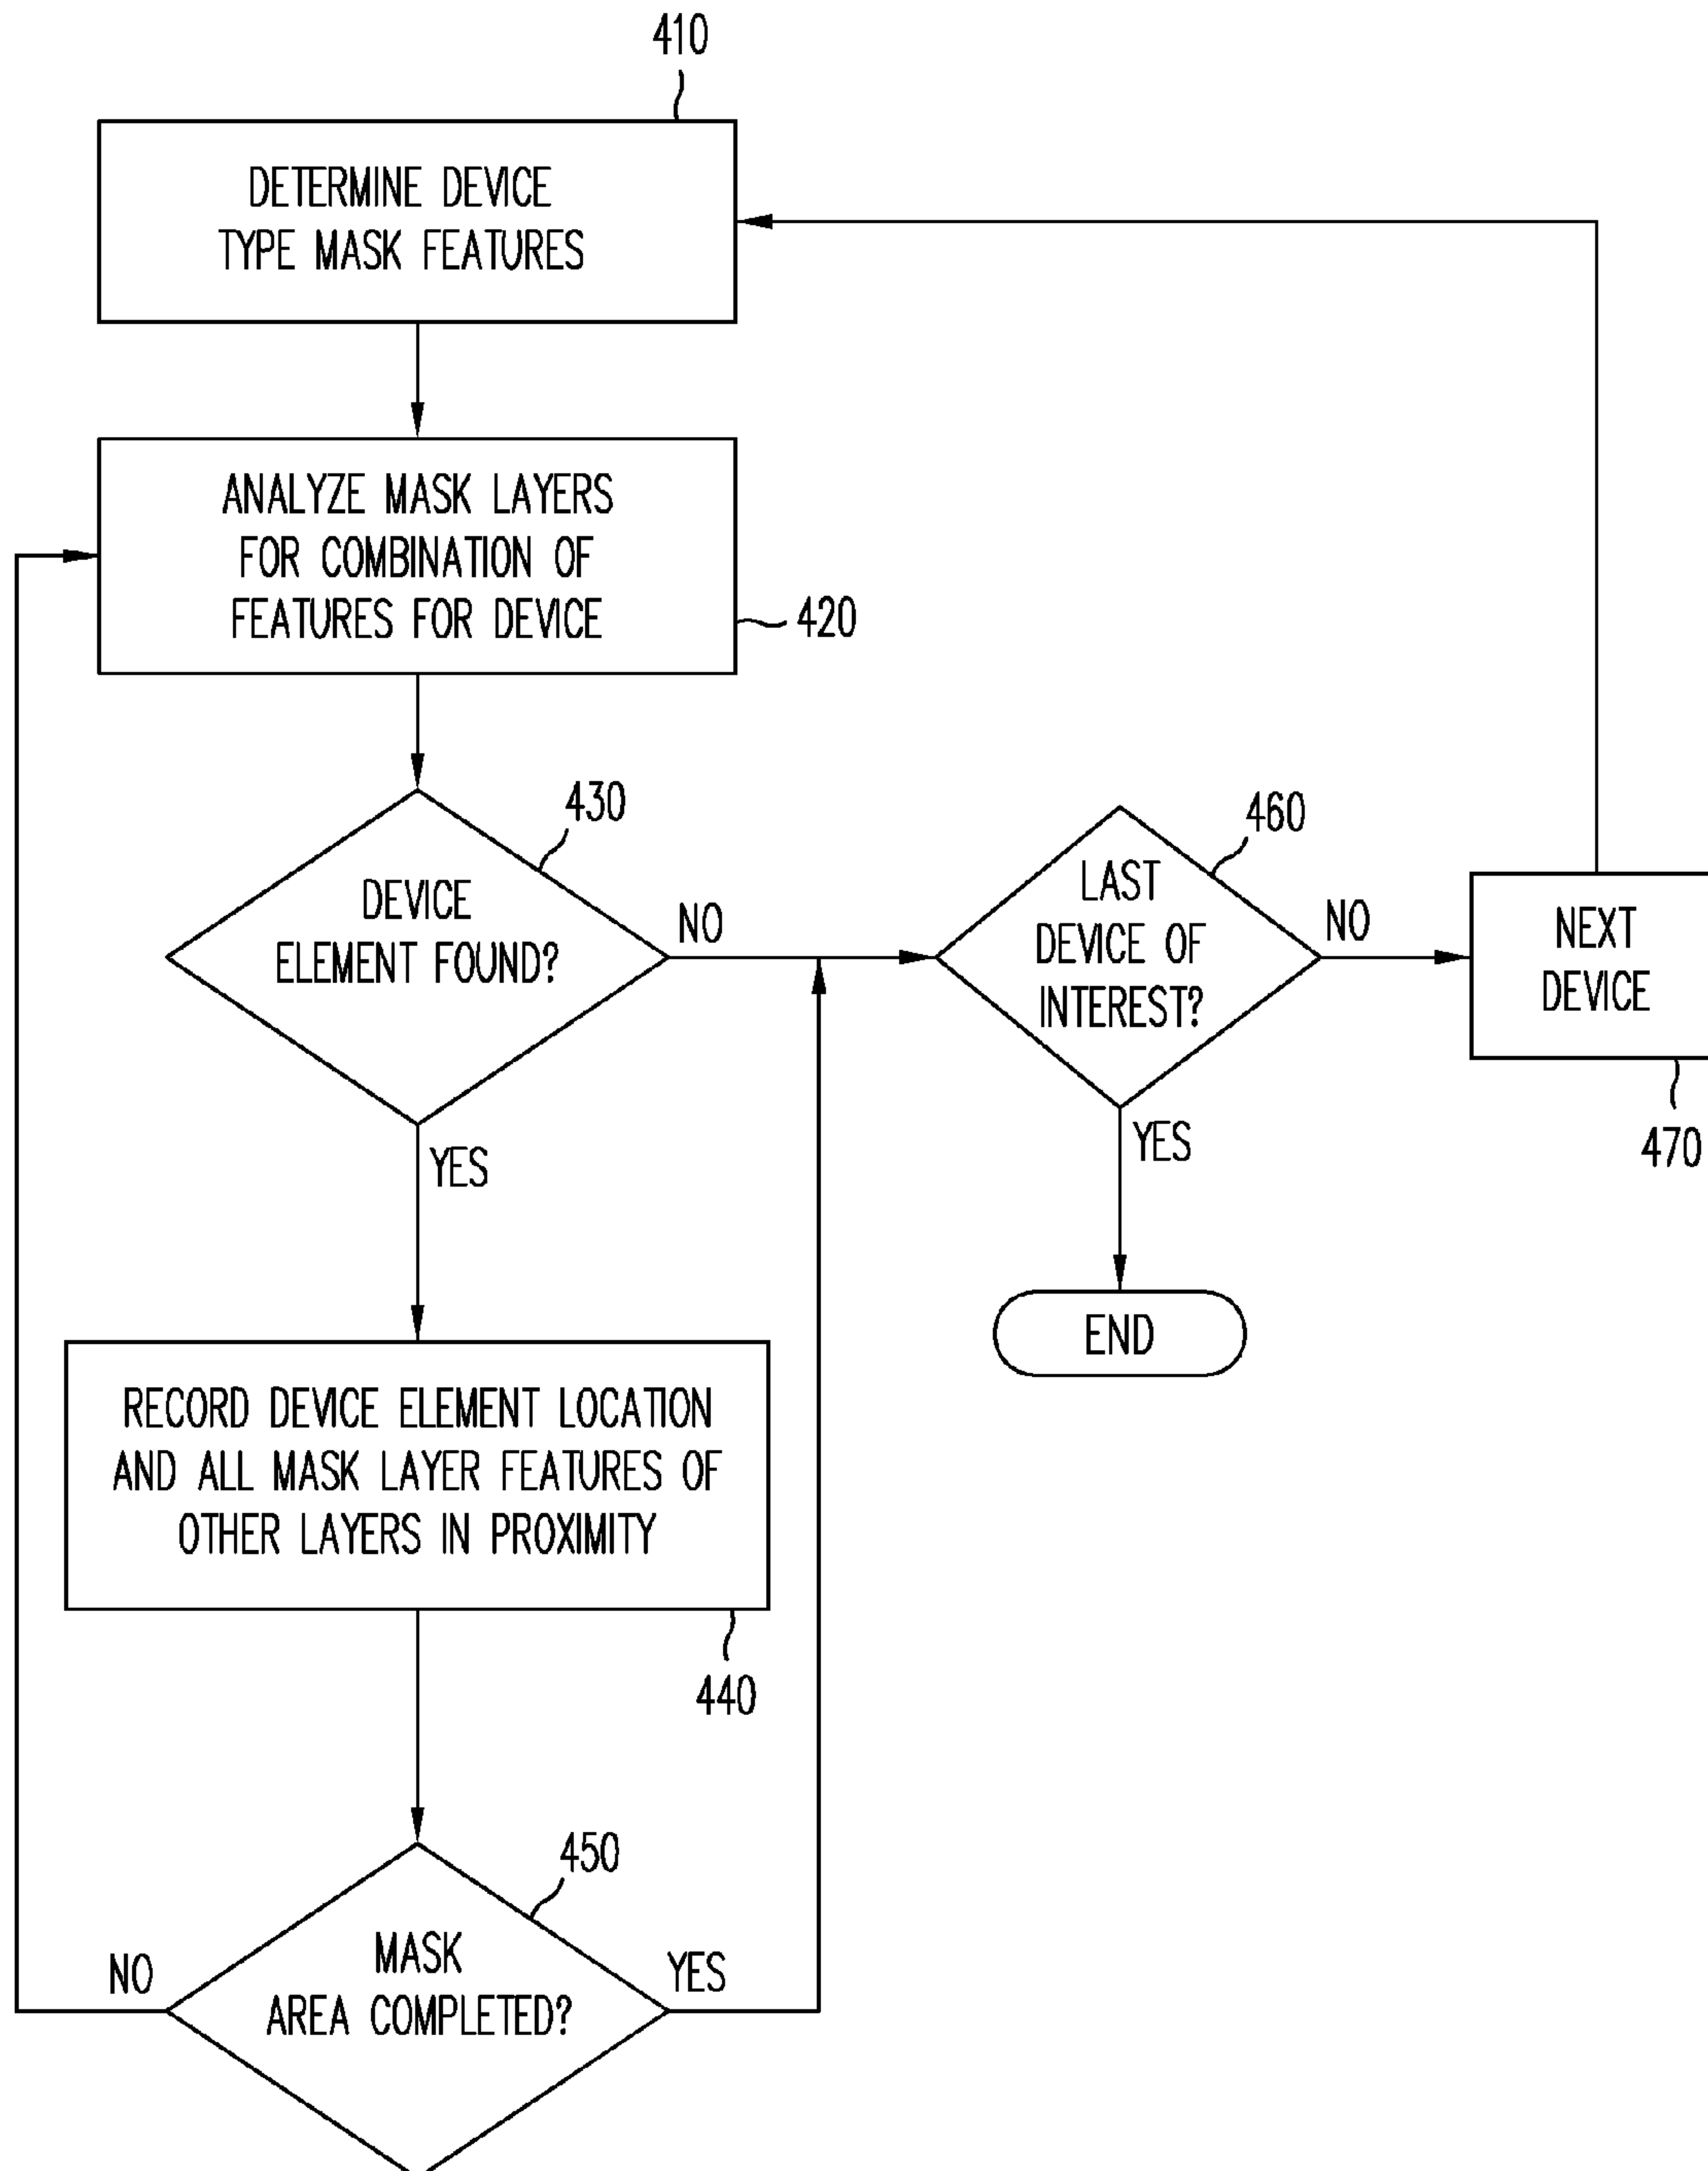 410
DETERMINE DEVICE
TYPE MASK FEATURES
ANALYZE MASK LAYERS
FOR COMBINATION OF
FEATURES FOR DEVICE
420
430
DEVICE
ELEMENT FOUND?
NO
YES
460
LAST
DEVICE OF
INTEREST?
NO
YES
NEXT
DEVICE
470
END
RECORD DEVICE ELEMENT LOCATION
AND ALL MASK LAYER FEATURES OF
OTHER LAYERS IN PROXIMITY
440
450
MASK
AREA COMPLETED?
NO
YES